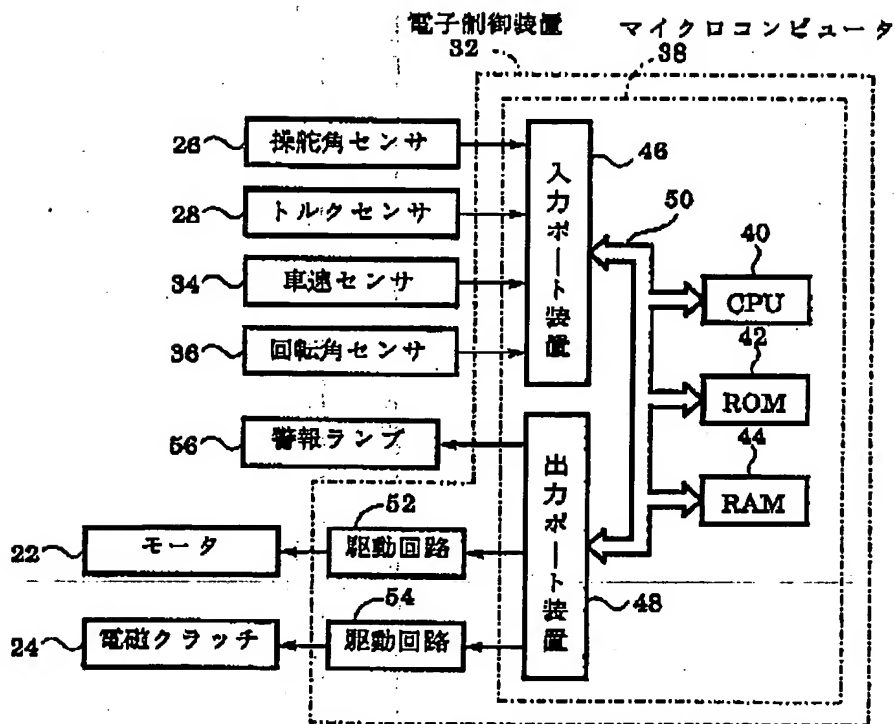 電子制御装置
32
マイクロコンピュータ
38
26
操舵角センサ
28
トルクセンサ
34
車速センサ
36
回転角センサ
56
警報ランプ
22
モータ
24
電磁クラッチ
52
駆動回路
54
駆動回路
46
入力ポート装置
48
出力ポート装置
50
40
CPU
42
ROM
44
RAM